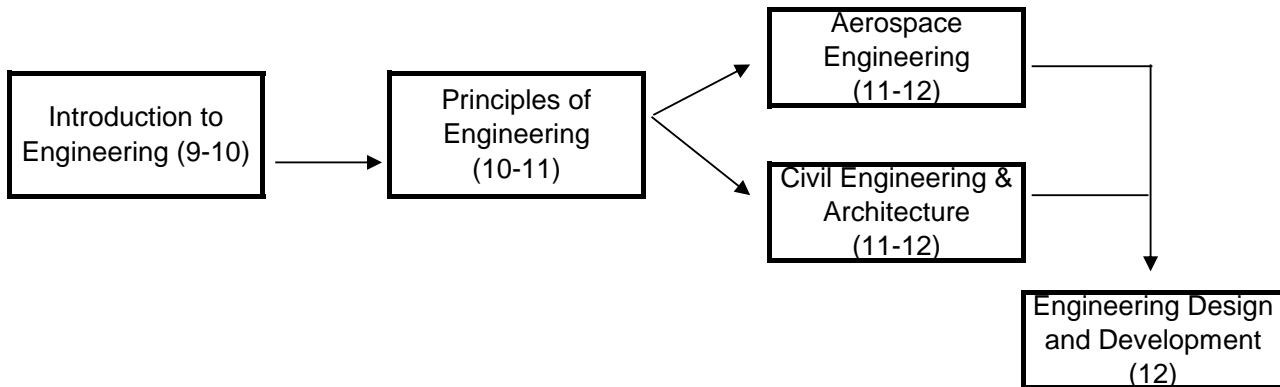 Introduction to
Engineering (9-10)
Principles of
Engineering
(10-11)
Aerospace
Engineering
(11-12)
Civil Engineering &
Architecture
(11-12)
Engineering Design
and Development
(12)